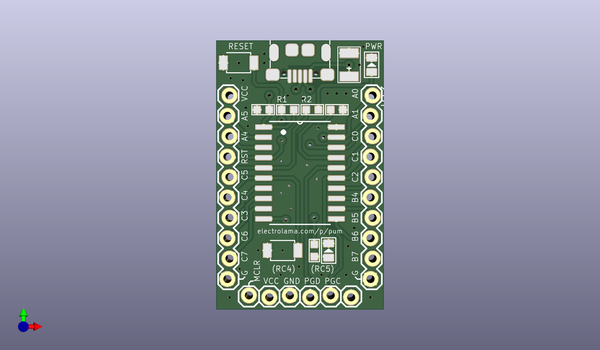 RESET
PWR
VCC
A0
R1 R2
A5
A1
A4
C0
RST
C1
C5
C2
C4
B4
C3
B5
C6
B6
electrolama.com/p/pum
C7
B7
(RC4)
(RC5)
G
G
MCLR
VCC GND PGD PGC